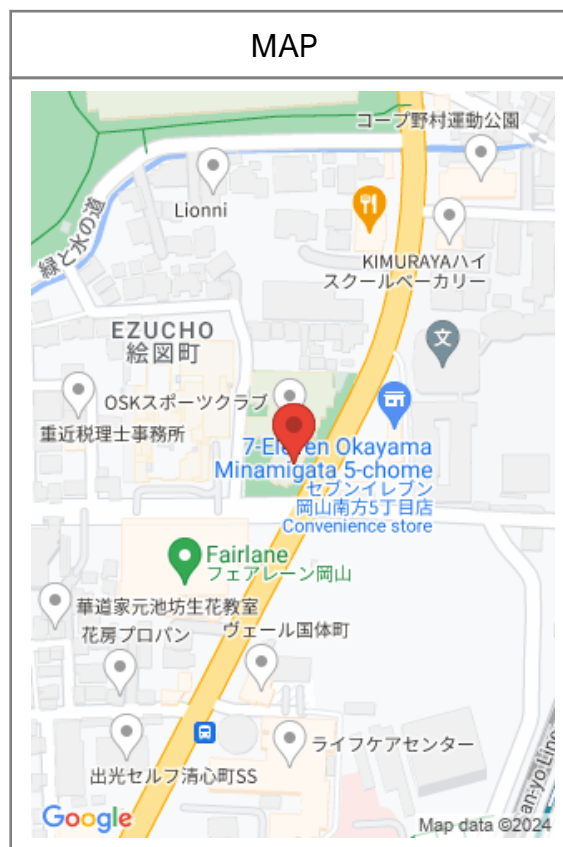 MAP
コープ野村運動公園
Lionni
緑と水の道
KIMURAYAハイ
スクールベーカリー
EZUCHO
絵図町
文
OSKスポーツクラブ
重近税理士事務所
7-Eleven Okayama
Minamigata 5-chome
セブンイレブン
岡山南方5丁目店
Convenience store
Fairlane
フェアレーン岡山
華道家元池坊生花教室
花房プロパン
ヴェール国体町
ライフケアセンター
出光セルフ清心町SS
an-yo Line
Google
Map data ©2024